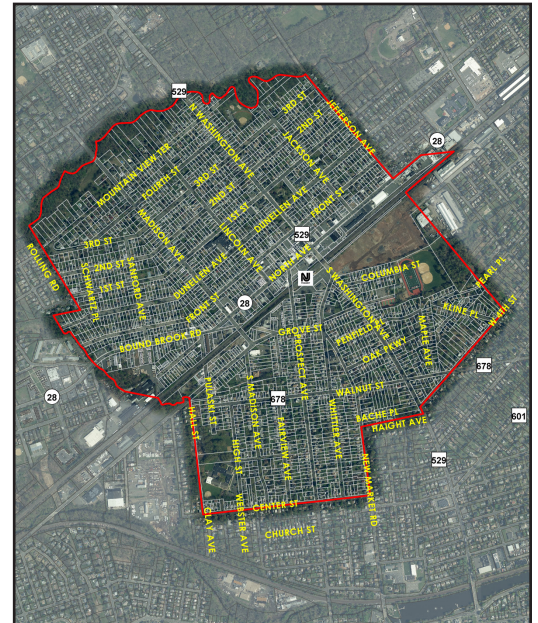 529
3RD ST
JEFFERSON AVE
N WASHINGTON AVE
2ND ST
28
JACKSON AVE
MOUNTAIN VIEW TER
FOURTH ST
3RD ST
2ND ST
DUNELLEN AVE
FRONT ST
MADISON AVE
1ST ST
LINCOLN AVE
529
3RD ST
NORTH AVE
ROLLING RD
SCHWARTZ PL
2ND ST
SANFORD AVE
DUNELLEN AVE
S WASHINGTON AVE
COLUMBIA ST
PEARL PL
1ST ST
FRONT ST
28
KLINE PL
W 4TH ST
BOUND BROOK RD
GROVE ST
PROSPECT AVE
PENFIELD
OAK PKWY
MAPLE AVE
678
28
PULASKI ST
S MADISON AVE
WALNUT ST
HALL ST
678
WHITTIER AVE
BACHE PL
HAIGHT AVE
601
HIGH ST
FAIRVIEW AVE
529
NEW MARKET RD
CLAY AVE
WEBSTER AVE
CENTER ST
CHURCH ST